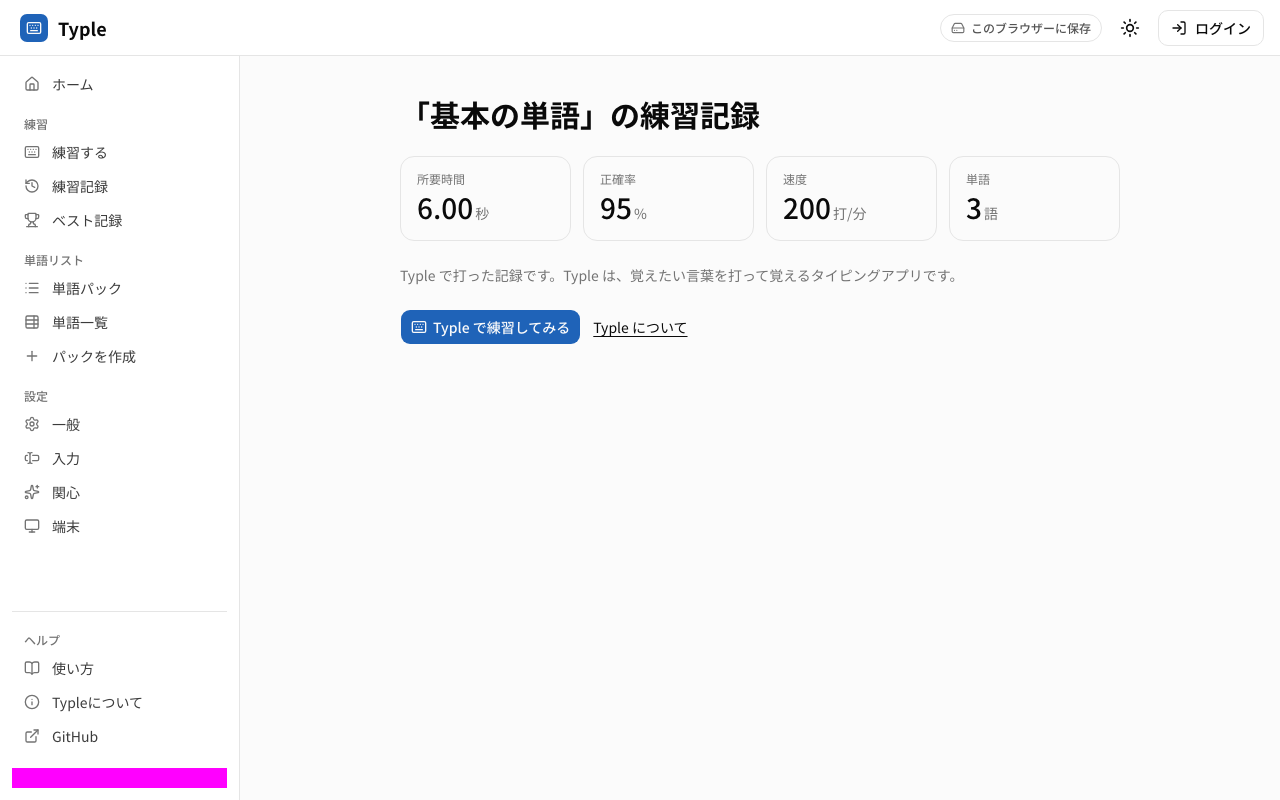 Typle
このブラウザーに保存
ログイン
ホーム
練習
練習する
練習記録
ベスト記録
単語リスト
単語パック
単語一覧
パックを作成
設定
一般
入力
関心
端末
ヘルプ
使い方
Typleについて
GitHub
「基本の単語」の練習記録
所要時間
6.00秒
正確率
95%
速度
200打/分
単語
3語
Typle で打った記録です。Typle は、覚えたい言葉を打って覚えるタイピングアプリです。
Typle で練習してみる
Typle について